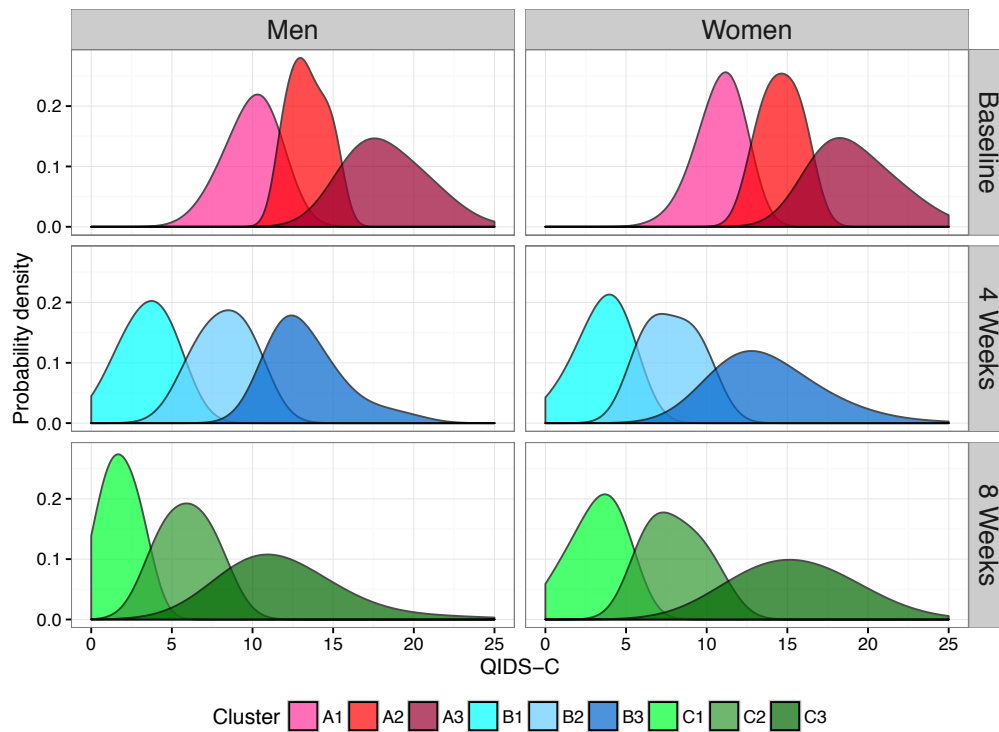 Men Women
0.2
0.1
0.0
Baseline
Probability density
0.2
0.1
0.0
4 Weeks
0.2
0.1
0.0
8 Weeks
0 5 10 15 20 25 0 5 10 15 20 25
QIDS−C
Cluster A1 A2 A3 B1 B2 B3 C1 C2 C3